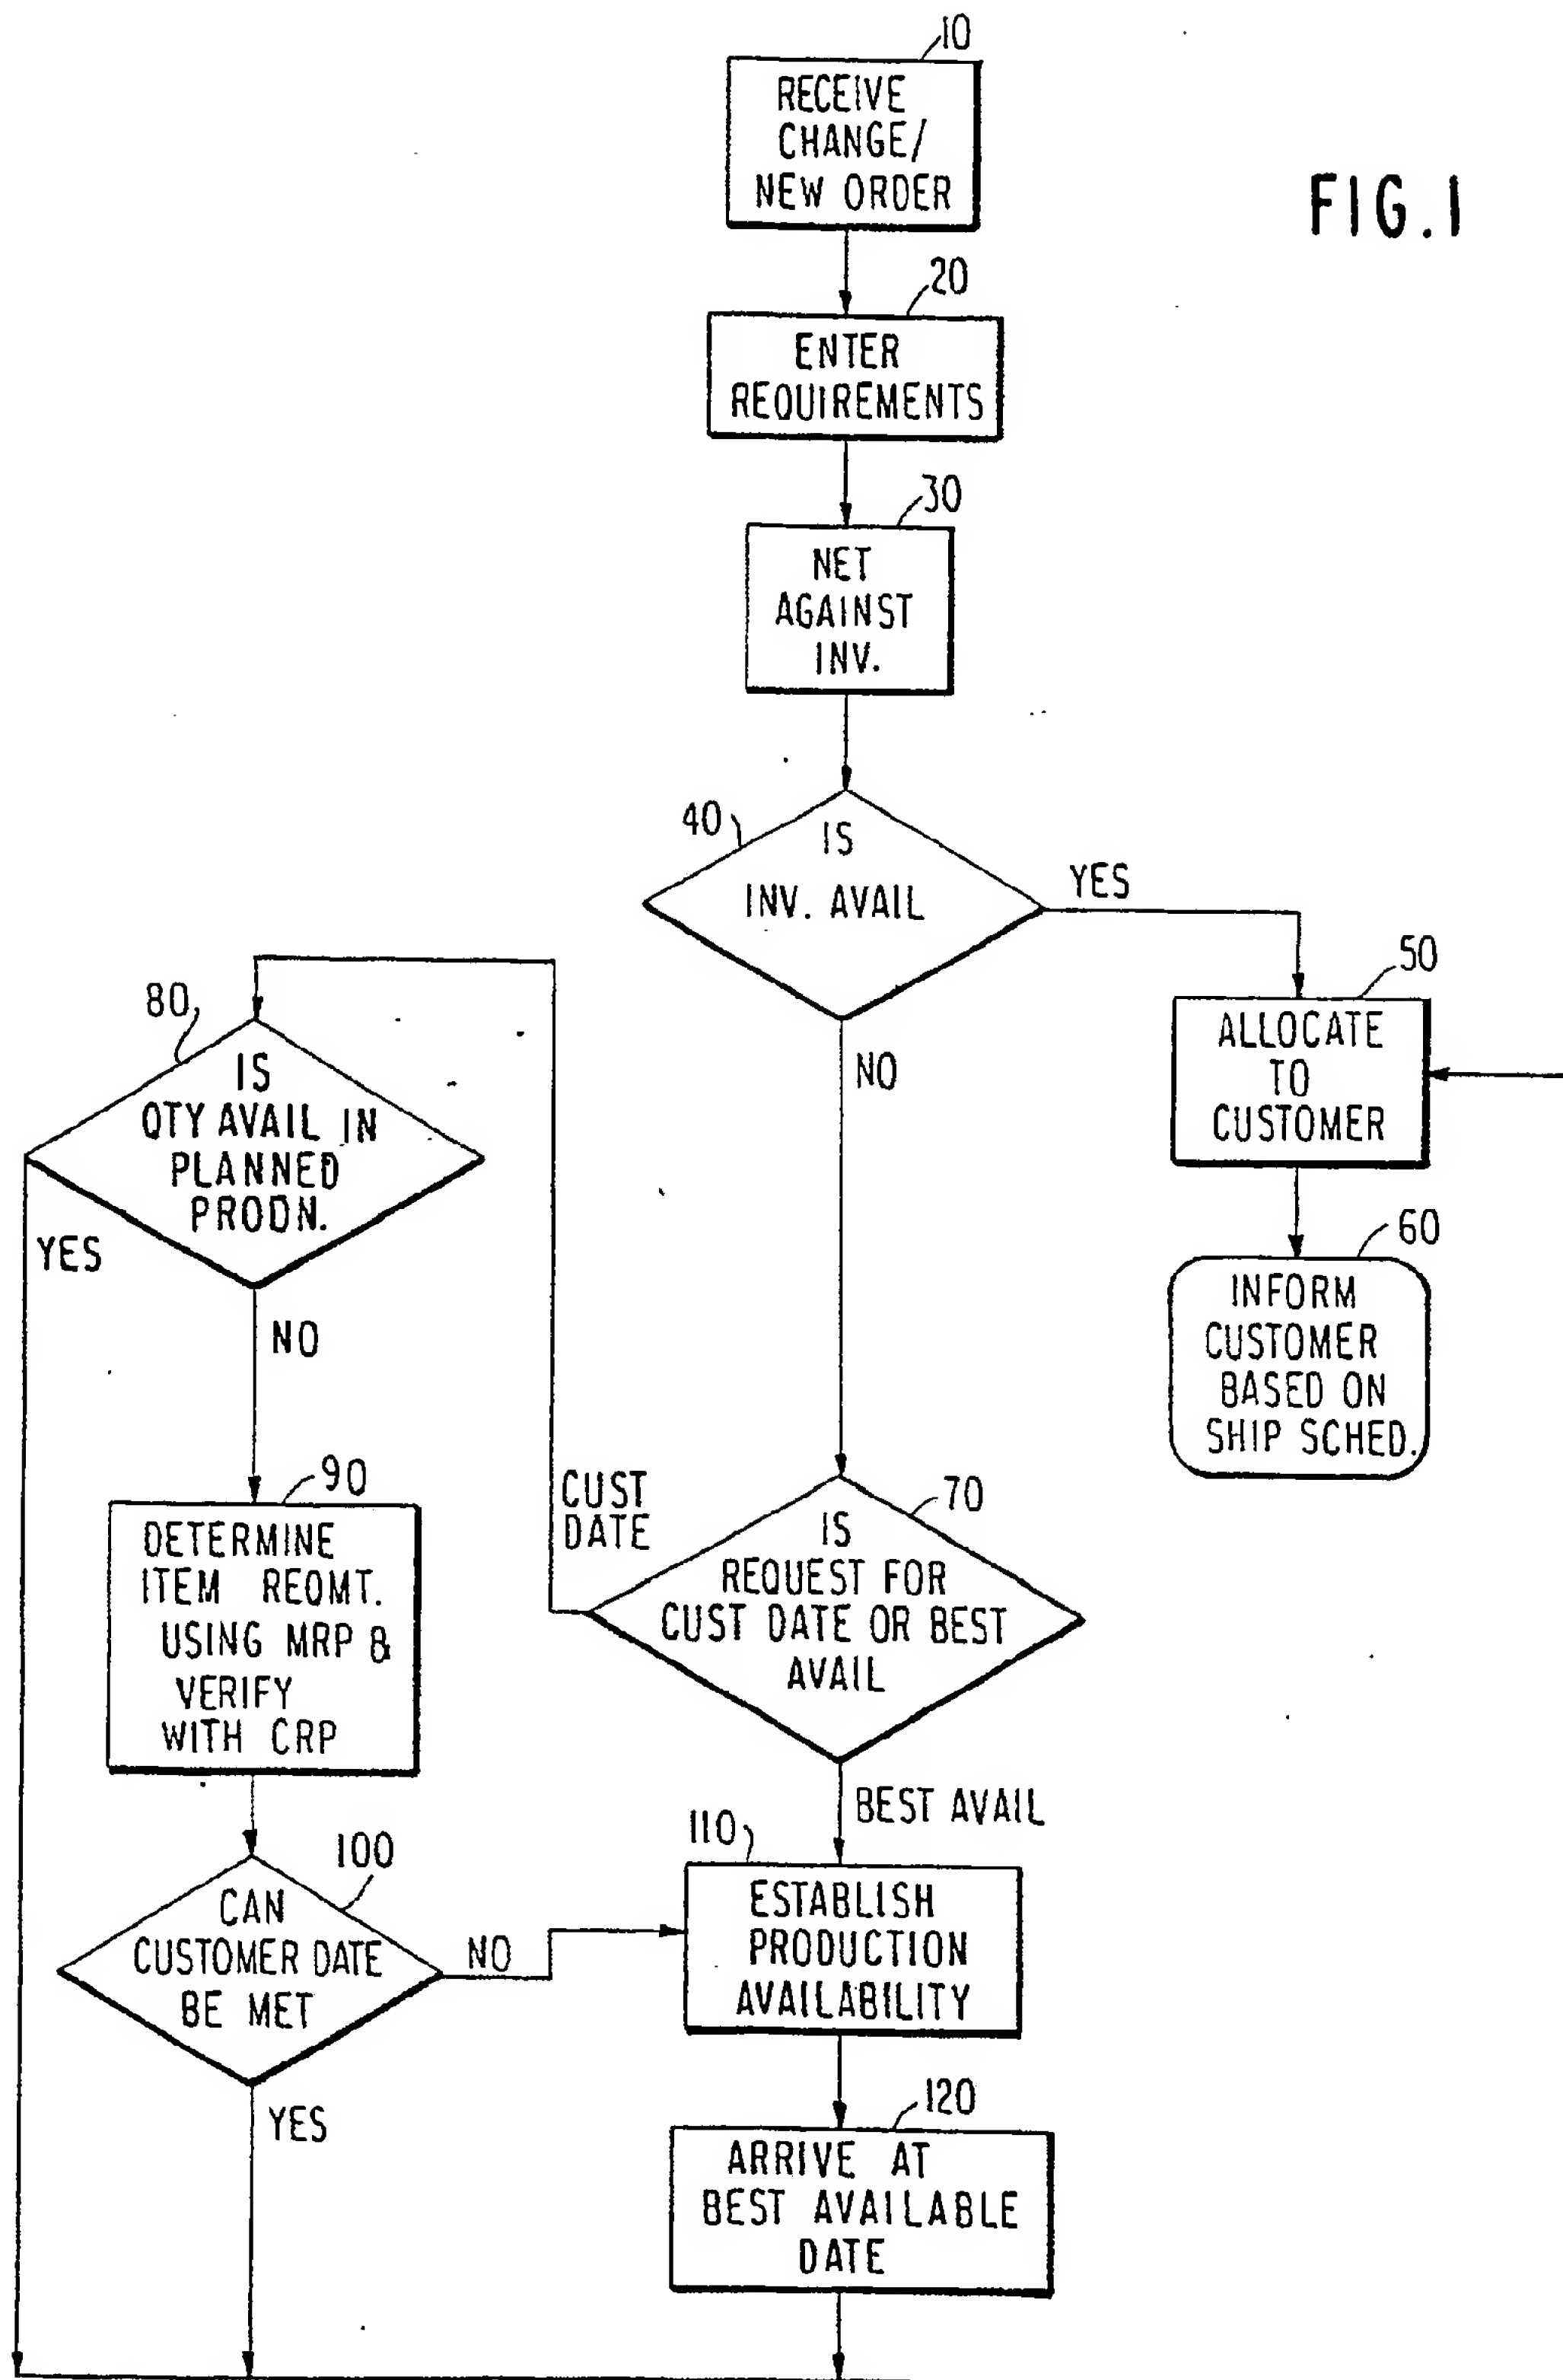 FIG.1
10
RECEIVE
CHANGE/
NEW ORDER
20
ENTER
REQUIREMENTS
30
NET
AGAINST
INV.
40
IS
INV. AVAIL
YES
NO
50
ALLOCATE
TO
CUSTOMER
60
INFORM
CUSTOMER
BASED ON
SHIP SCHED.
70
IS
REQUEST FOR
CUST DATE OR BEST
AVAIL
CUST
DATE
BEST AVAIL
80
IS
QTY AVAIL IN
PLANNED
PRODN.
YES
NO
90
DETERMINE
ITEM REQMT.
USING MRP &
VERIFY
WITH CRP
100
CAN
CUSTOMER DATE
BE MET
NO
YES
110
ESTABLISH
PRODUCTION
AVAILABILITY
120
ARRIVE AT
BEST AVAILABLE
DATE